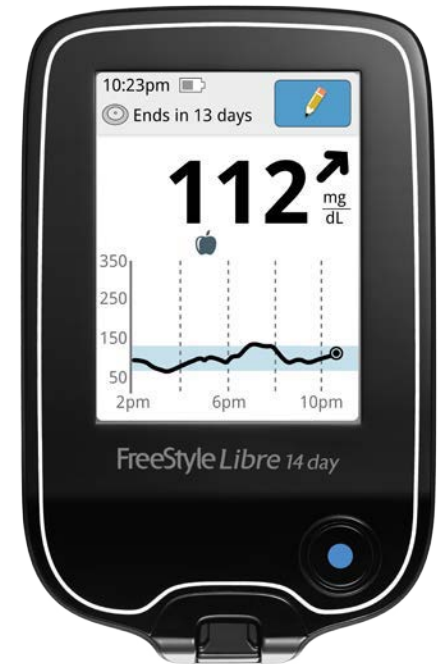 10:23pm
Ends in 13 days
112
mg
dL
350
250
150
50
2pm 6pm 10pm
FreeStyle Libre 14 day